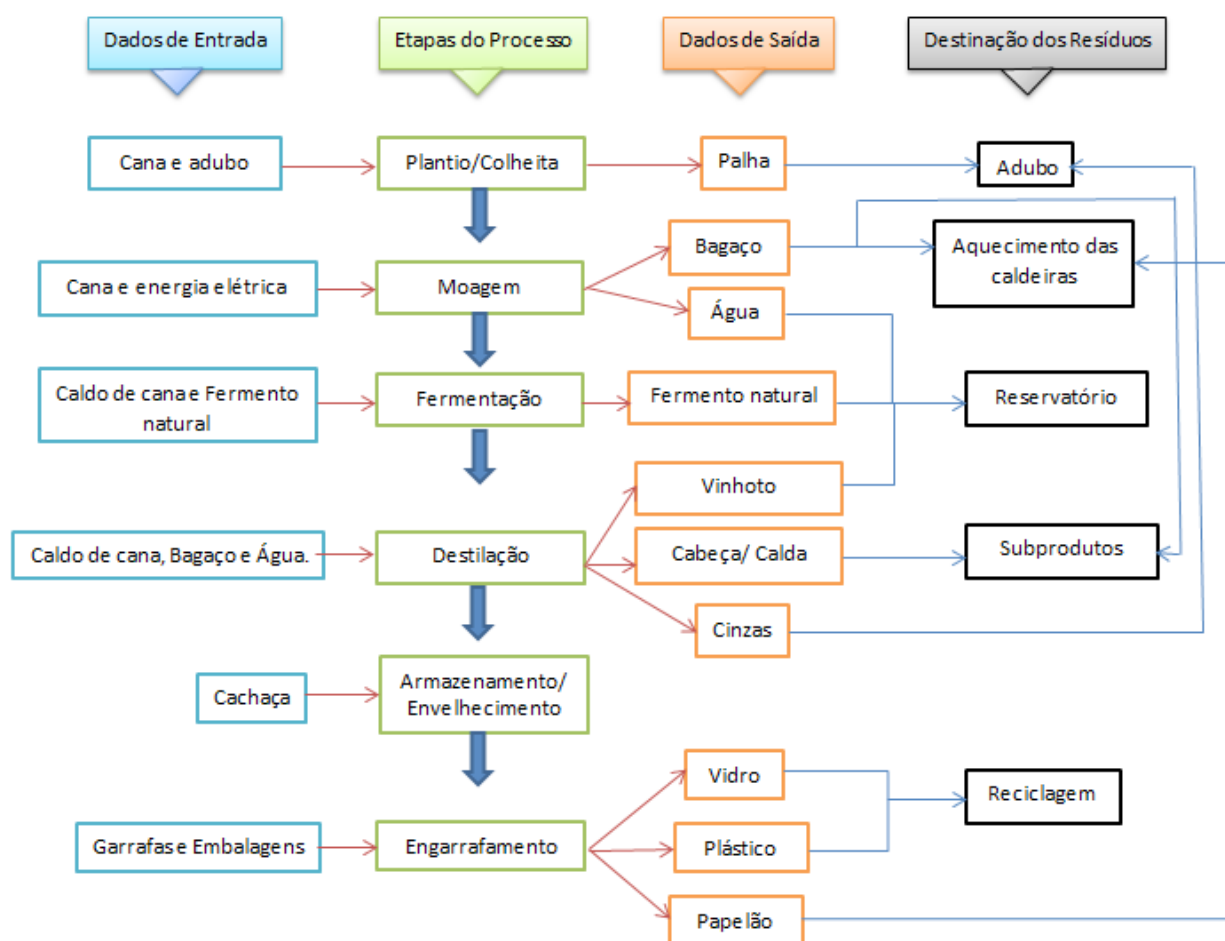 Dados de Entrada
Etapas do Processo
Dados de Saída
Destinação dos Resíduos
Cana e adubo
Plantio/Colheita
Palha
Adubo
Cana e energia elétrica
Moagem
Bagaço
Água
Aquecimento das
caldeiras
Caldo de cana e Fermento
natural
Fermentação
Fermento natural
Reservatório
Vinhoto
Caldo de cana, Bagaço e Água.
Destilação
Cabeça/ Calda
Subprodutos
Cinzas
Cachaça
Armazenamento/
Envelhecimento
Vidro
Reciclagem
Garrafas e Embalagens
Engarrafamento
Plástico
Papelão